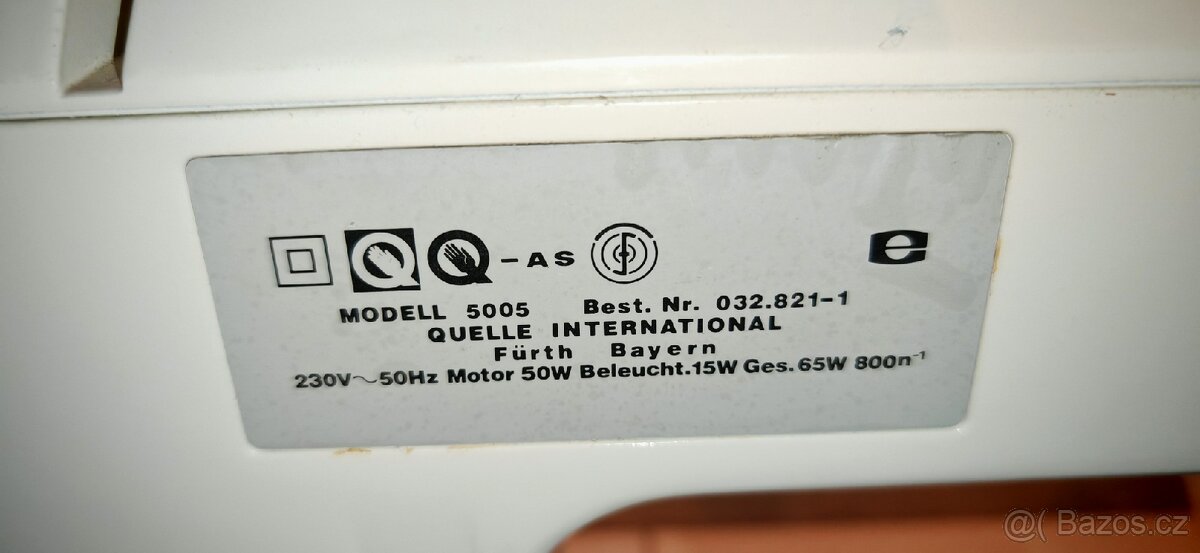 Q Q - AS e
MODELL 5005 Best. Nr. 032.821-1
QUELLE INTERNATIONAL
Fürth Bayern
230V~50Hz Motor 50W Beleucht.15W Ges. 65W 800n⁻¹
@( Bazos.cz